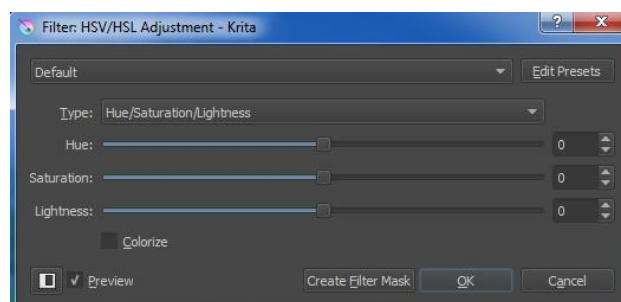 Filter: HSV/HSL Adjustment - Krita
Default Edit Presets
Type: Hue/Saturation/Lightness
Hue: 0
Saturation: 0
Lightness: 0
Colorize
Preview Create Filter Mask OK Cancel